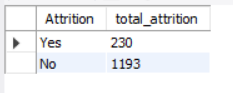 Attrition total_attrition
Yes 230
No 1193